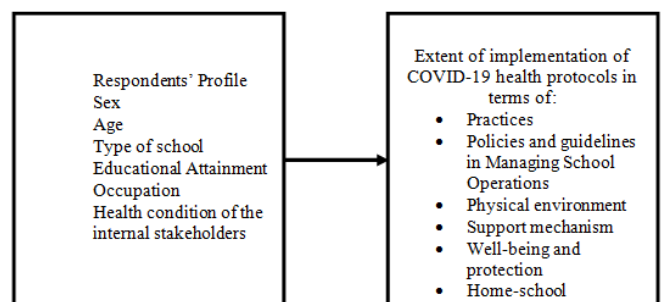 Respondents’ Profile
Sex
Age
Type of school
Educational Attainment
Occupation
Health condition of the
internal stakeholders
Extent of implementation of
COVID-19 health protocols in
terms of:
• Practices
• Policies and guidelines
in Managing School
Operations
• Physical environment
• Support mechanism
• Well-being and
protection
• Home-school